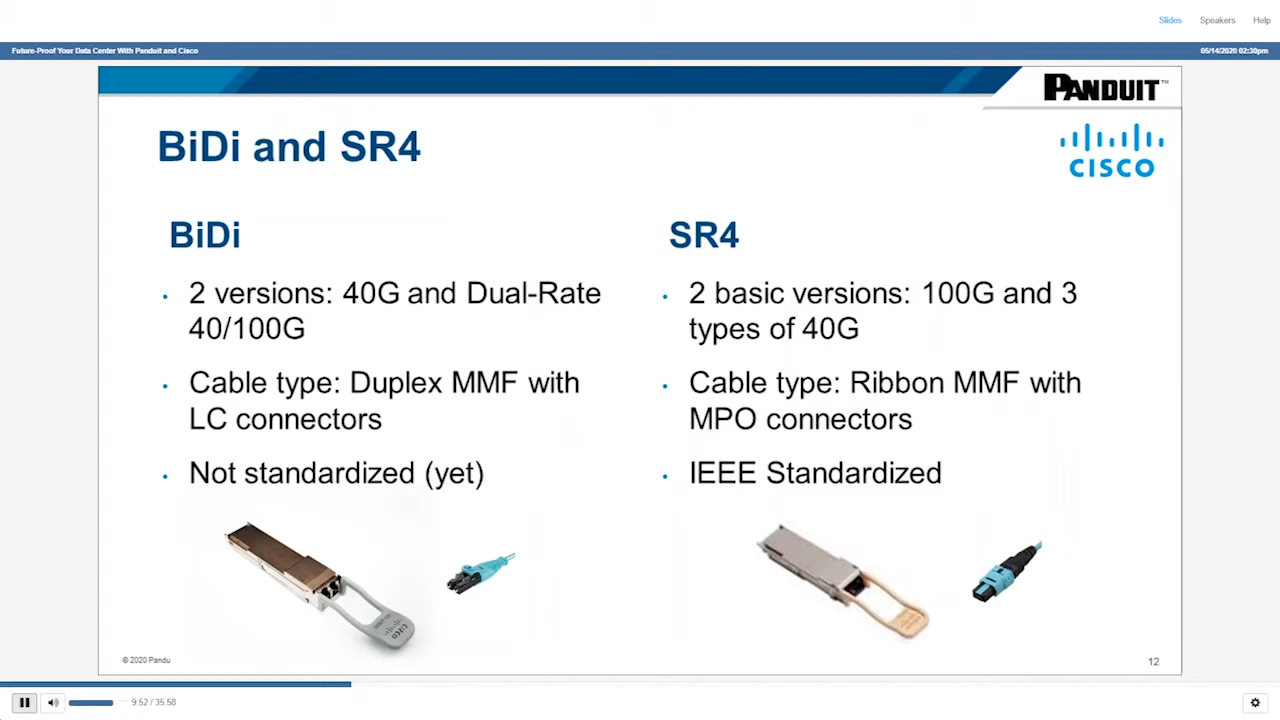 Slides Speakers Help
Future-Proof Your Data Center With Panduit and Cisco 05/14/2020 02:30pm
PANDUIT™
BiDi and SR4
CISCO
BiDi
• 2 versions: 40G and Dual-Rate
40/100G
• Cable type: Duplex MMF with
LC connectors
• Not standardized (yet)
SR4
• 2 basic versions: 100G and 3
types of 40G
• Cable type: Ribbon MMF with
MPO connectors
• IEEE Standardized
CISCO
© 2020 Pandu
12
9:52 / 35:58